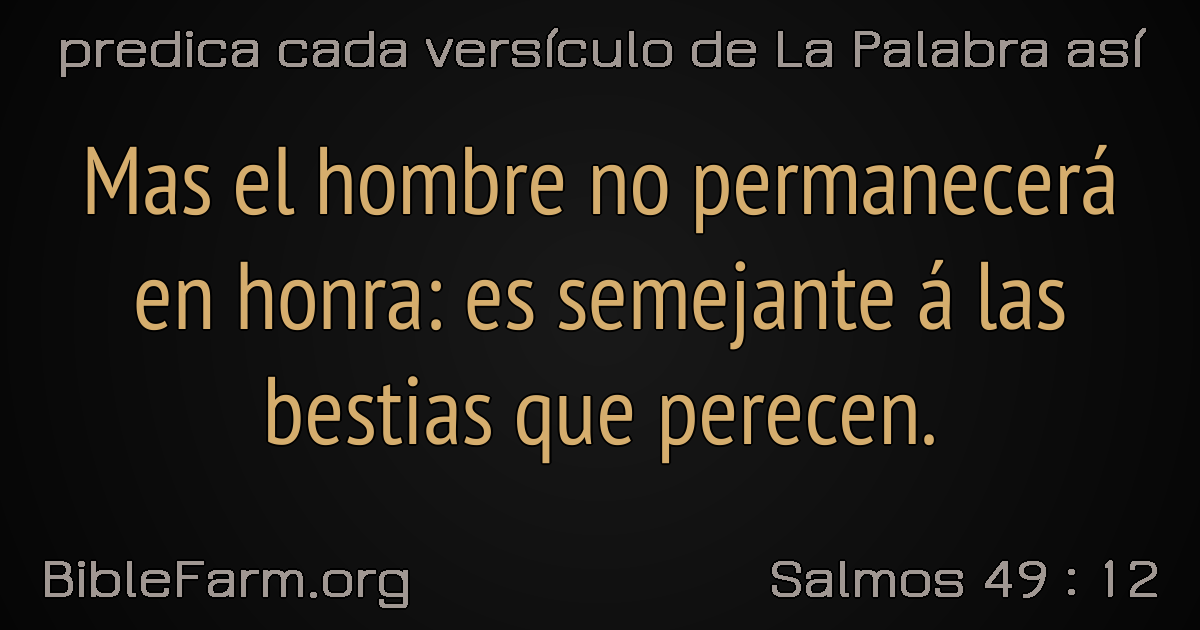 predica cada versículo de La Palabra así
Mas el hombre no permanecerá
en honra: es semejante á las
bestias que perecen.
BibleFarm.org
Salmos 49 : 12